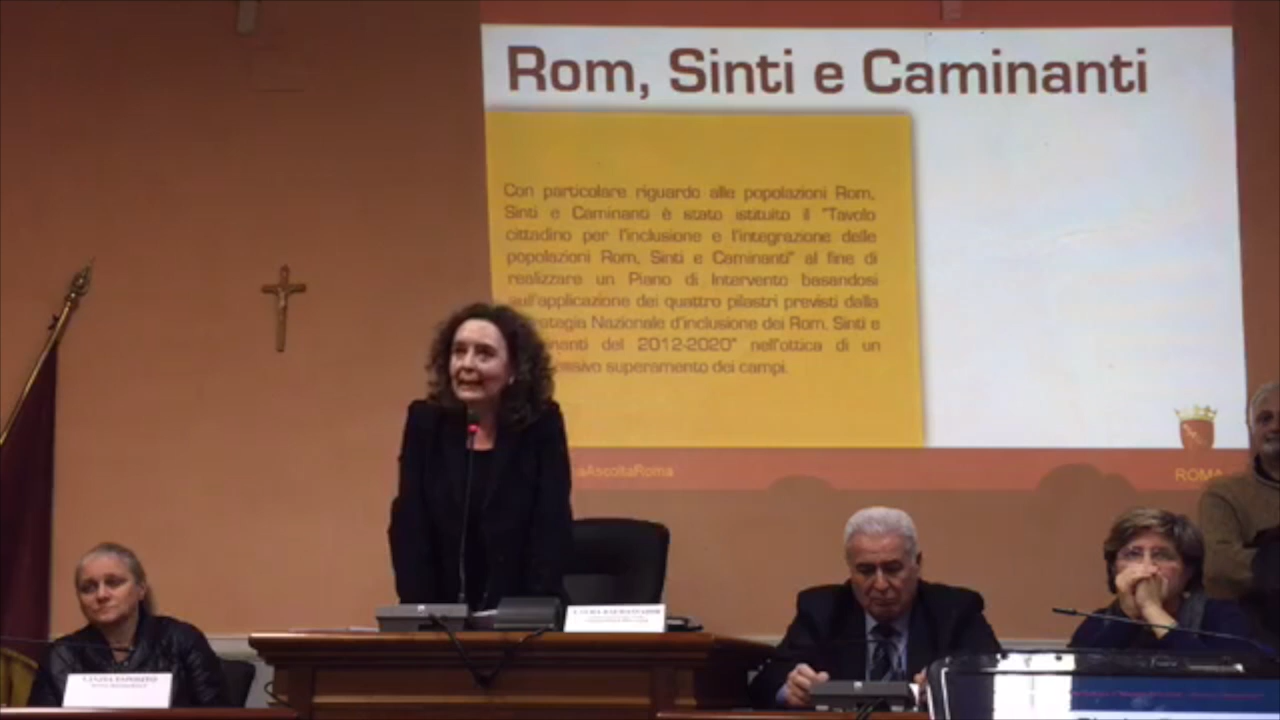 Rom, Sinti e Caminanti
Con particolare riguardo alle popolazioni Rom,
Sinti e Caminanti è stato istituito il "Tavolo
cittadino per l'inclusione e l'integrazione delle
popolazioni Rom, Sinti e Caminanti" al fine di
realizzare un Piano di Intervento basandosi
sull'applicazione dei quattro pilastri previsti dalla
Nazionale d'inclusione dei Rom, Sinti e
del 2012-2020" nell'ottica di un
superamento dei campi.
aAscoltaRoma
ROMA